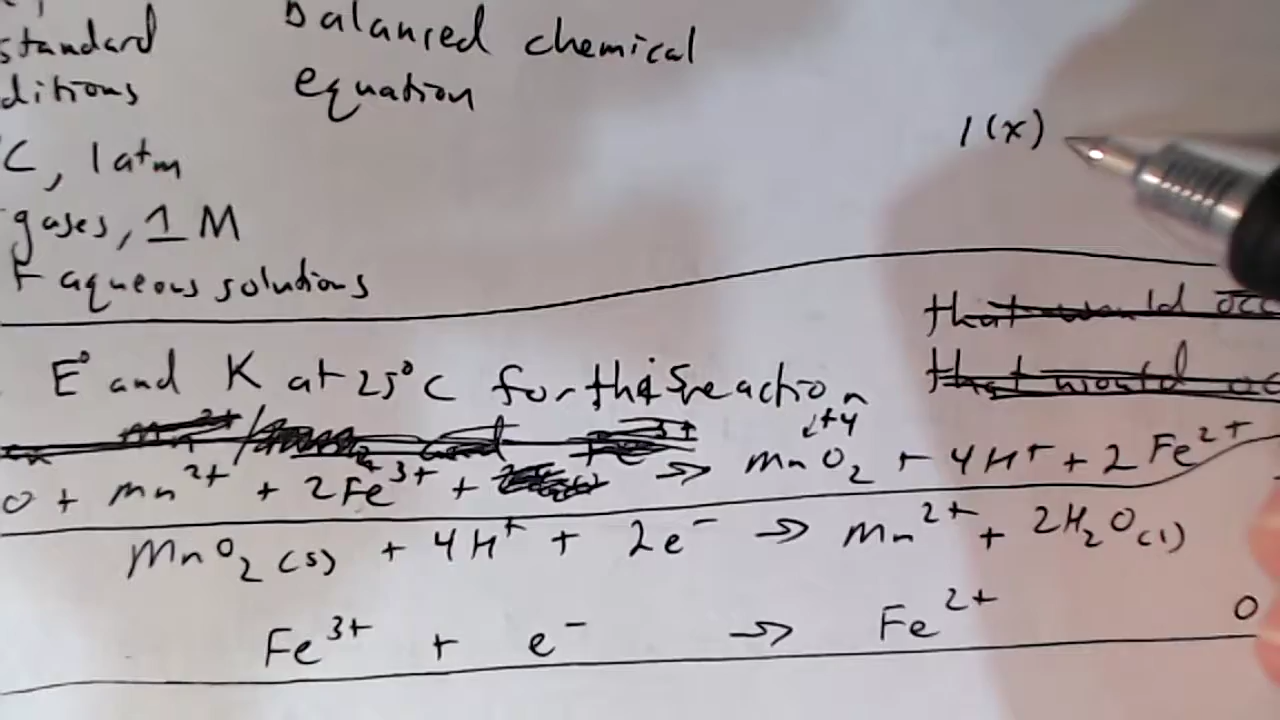 standard
ditions
C, 1 atm
gases, 1 M
aqueous solutions
balanced chemical
equation
1 (x)
E° and K at 25°C for this reaction
O + Mn²⁺ + 2Fe³⁺ + → MnO₂ + 4H⁺ + 2Fe²⁺
+4
MnO₂ (s) + 4H⁺ + 2e⁻ → Mn²⁺ + 2H₂O (l)
Fe³⁺ + e⁻ → Fe²⁺ 0